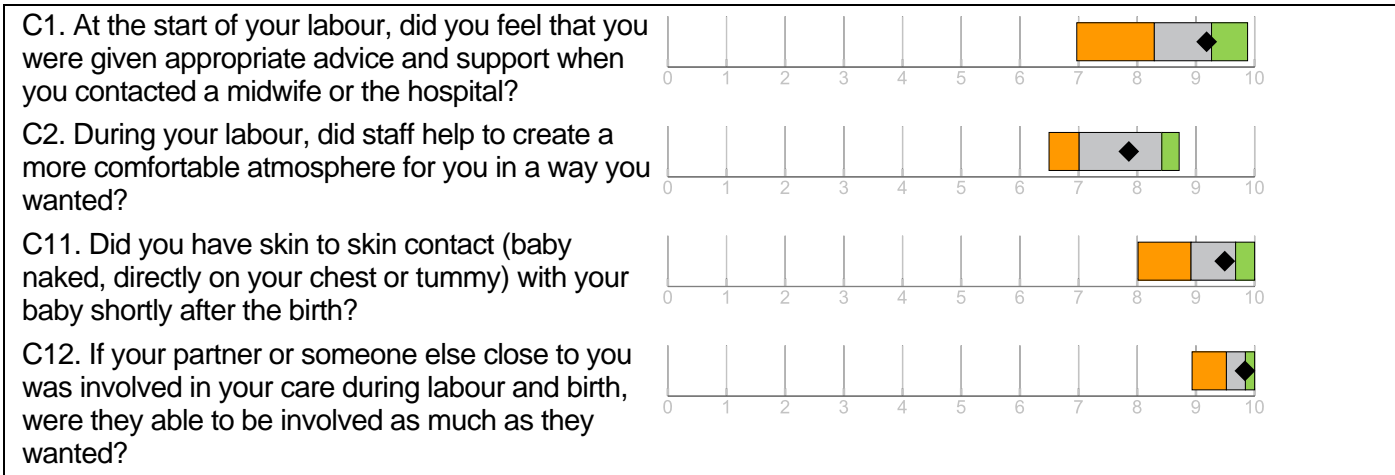 C1. At the start of your labour, did you feel that you
were given appropriate advice and support when
you contacted a midwife or the hospital?
0 1 2 3 4 5 6 7 8 9 10
C2. During your labour, did staff help to create a
more comfortable atmosphere for you in a way you
wanted?
0 1 2 3 4 5 6 7 8 9 10
C11. Did you have skin to skin contact (baby
naked, directly on your chest or tummy) with your
baby shortly after the birth?
0 1 2 3 4 5 6 7 8 9 10
C12. If your partner or someone else close to you
was involved in your care during labour and birth,
were they able to be involved as much as they
wanted?
0 1 2 3 4 5 6 7 8 9 10